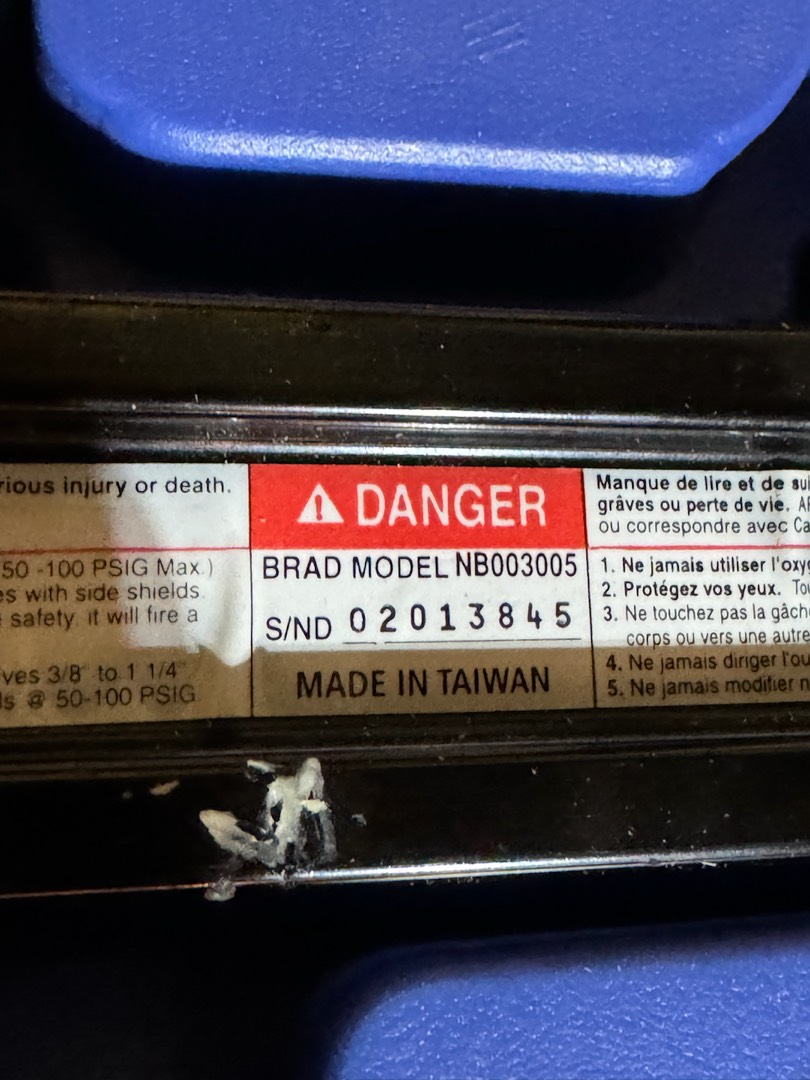 rious injury or death.
50 -100 PSIG Max.)
es with side shields.
safety. it will fire a
ves 3/8" to 1 1/4"
ls @ 50-100 PSIG
⚠ DANGER
BRAD MODEL NB003005
S/ND 02013845
MADE IN TAIWAN
Manque de lire et de sui
grâves ou perte de vie. AF
ou correspondre avec Ca
1. Ne jamais utiliser l'oxyg
2. Protégez vos yeux. Tou
3. Ne touchez pas la gâch
corps ou vers une autre
4. Ne jamais diriger l'ou
5. Ne jamais modifier n